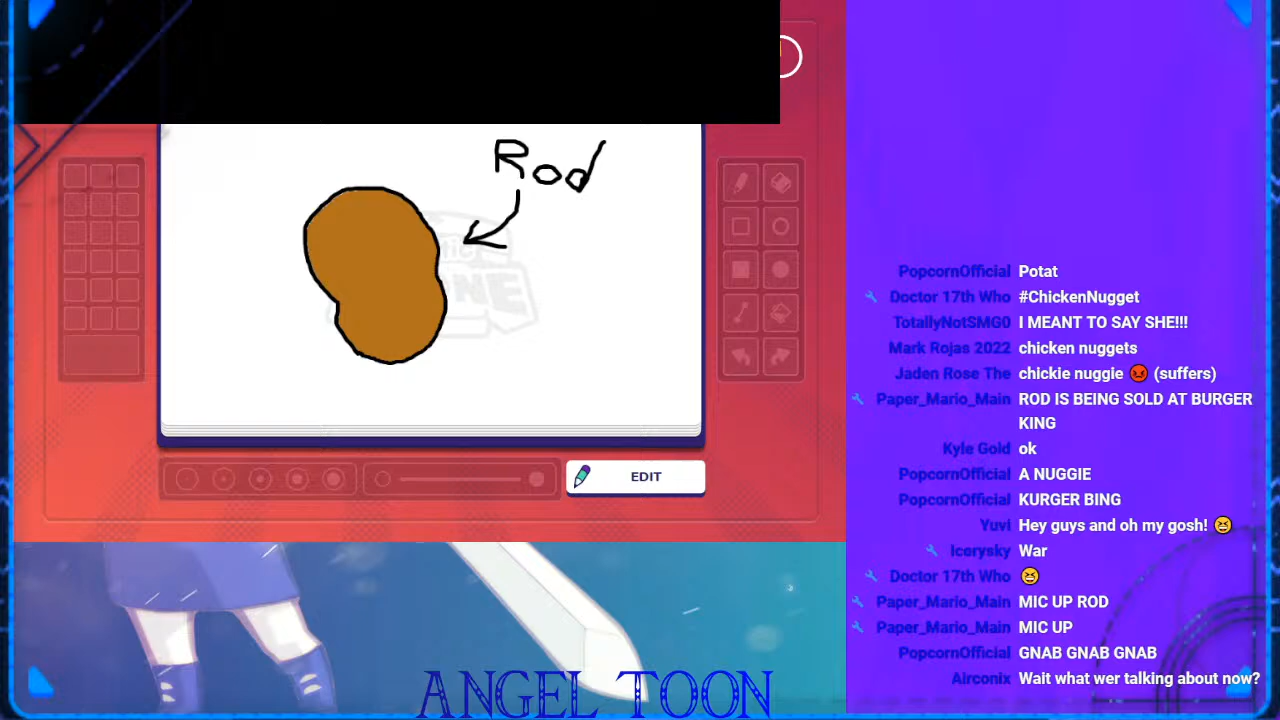 Rod
EDIT
PopcornOfficial Potat
Doctor 17th Who #ChickenNugget
TotallyNotSMG0 I MEANT TO SAY SHE!!!
Mark Rojas 2022 chicken nuggets
Jaden Rose The chickie nuggie 😡 (suffers)
Paper_Mario_Main ROD IS BEING SOLD AT BURGER
KING
Kyle Gold ok
PopcornOfficial A NUGGIE
PopcornOfficial KURGER BING
Yuvi Hey guys and oh my gosh! 😆
Icerysky War
Doctor 17th Who 😆
Paper_Mario_Main MIC UP ROD
Paper_Mario_Main MIC UP
PopcornOfficial GNAB GNAB GNAB
Airconix Wait what wer talking about now?
ANGEL TOON